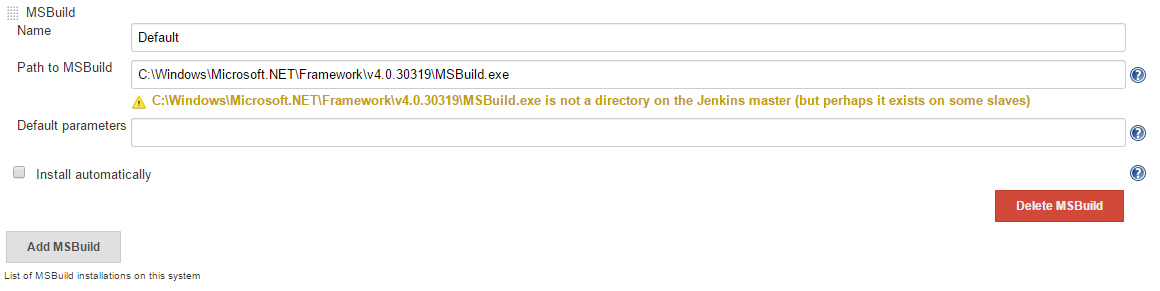 MSBuild
Name
Default
Path to MSBuild
C:\Windows\Microsoft.NET\Framework\v4.0.30319\MSBuild.exe
C:\Windows\Microsoft.NET\Framework\v4.0.30319\MSBuild.exe is not a directory on the Jenkins master (but perhaps it exists on some slaves)
Default parameters
Install automatically
Delete MSBuild
Add MSBuild
List of MSBuild installations on this system